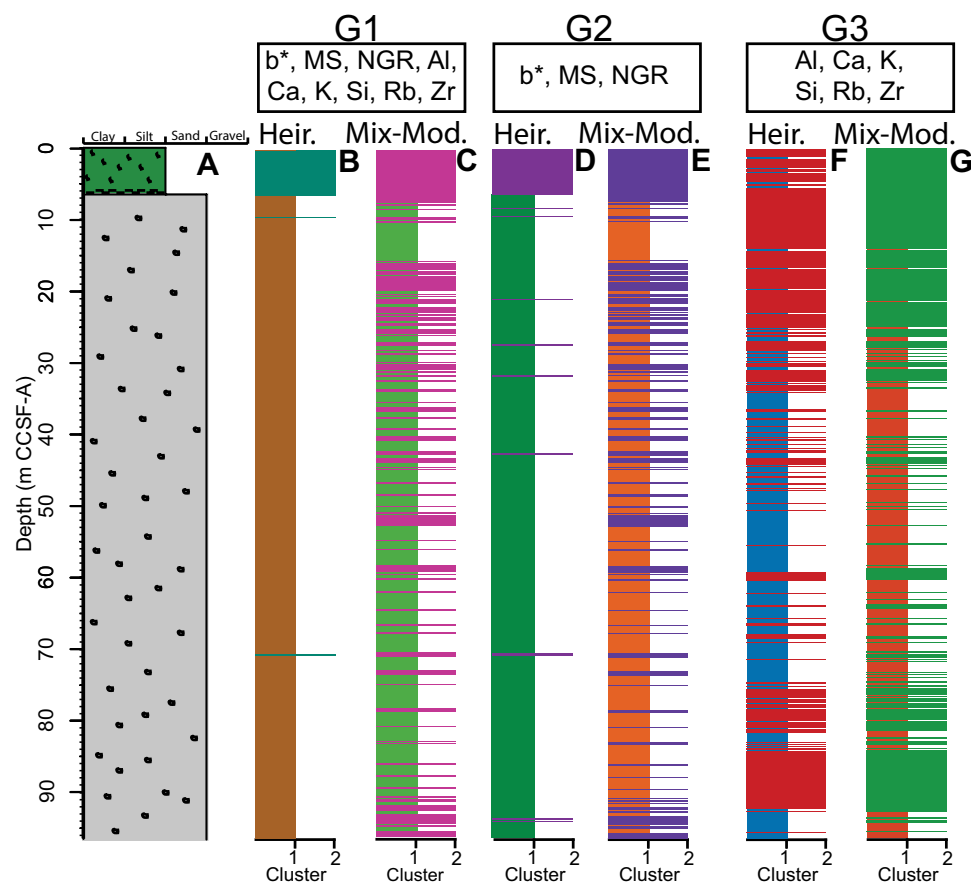 G1 G2 G3
b*, MS, NGR, Al,
Ca, K, Si, Rb, Zr
b*, MS, NGR
Al, Ca, K,
Si, Rb, Zr
Clay Silt Sand Gravel
Heir. Mix-Mod. Heir. Mix-Mod. Heir. Mix-Mod.
A B C D E F G
Depth (m CCSF-A)
0
10
20
30
40
50
60
70
80
90
1 2 1 2 1 2 1 2 1 2 1 2
Cluster Cluster Cluster Cluster Cluster Cluster